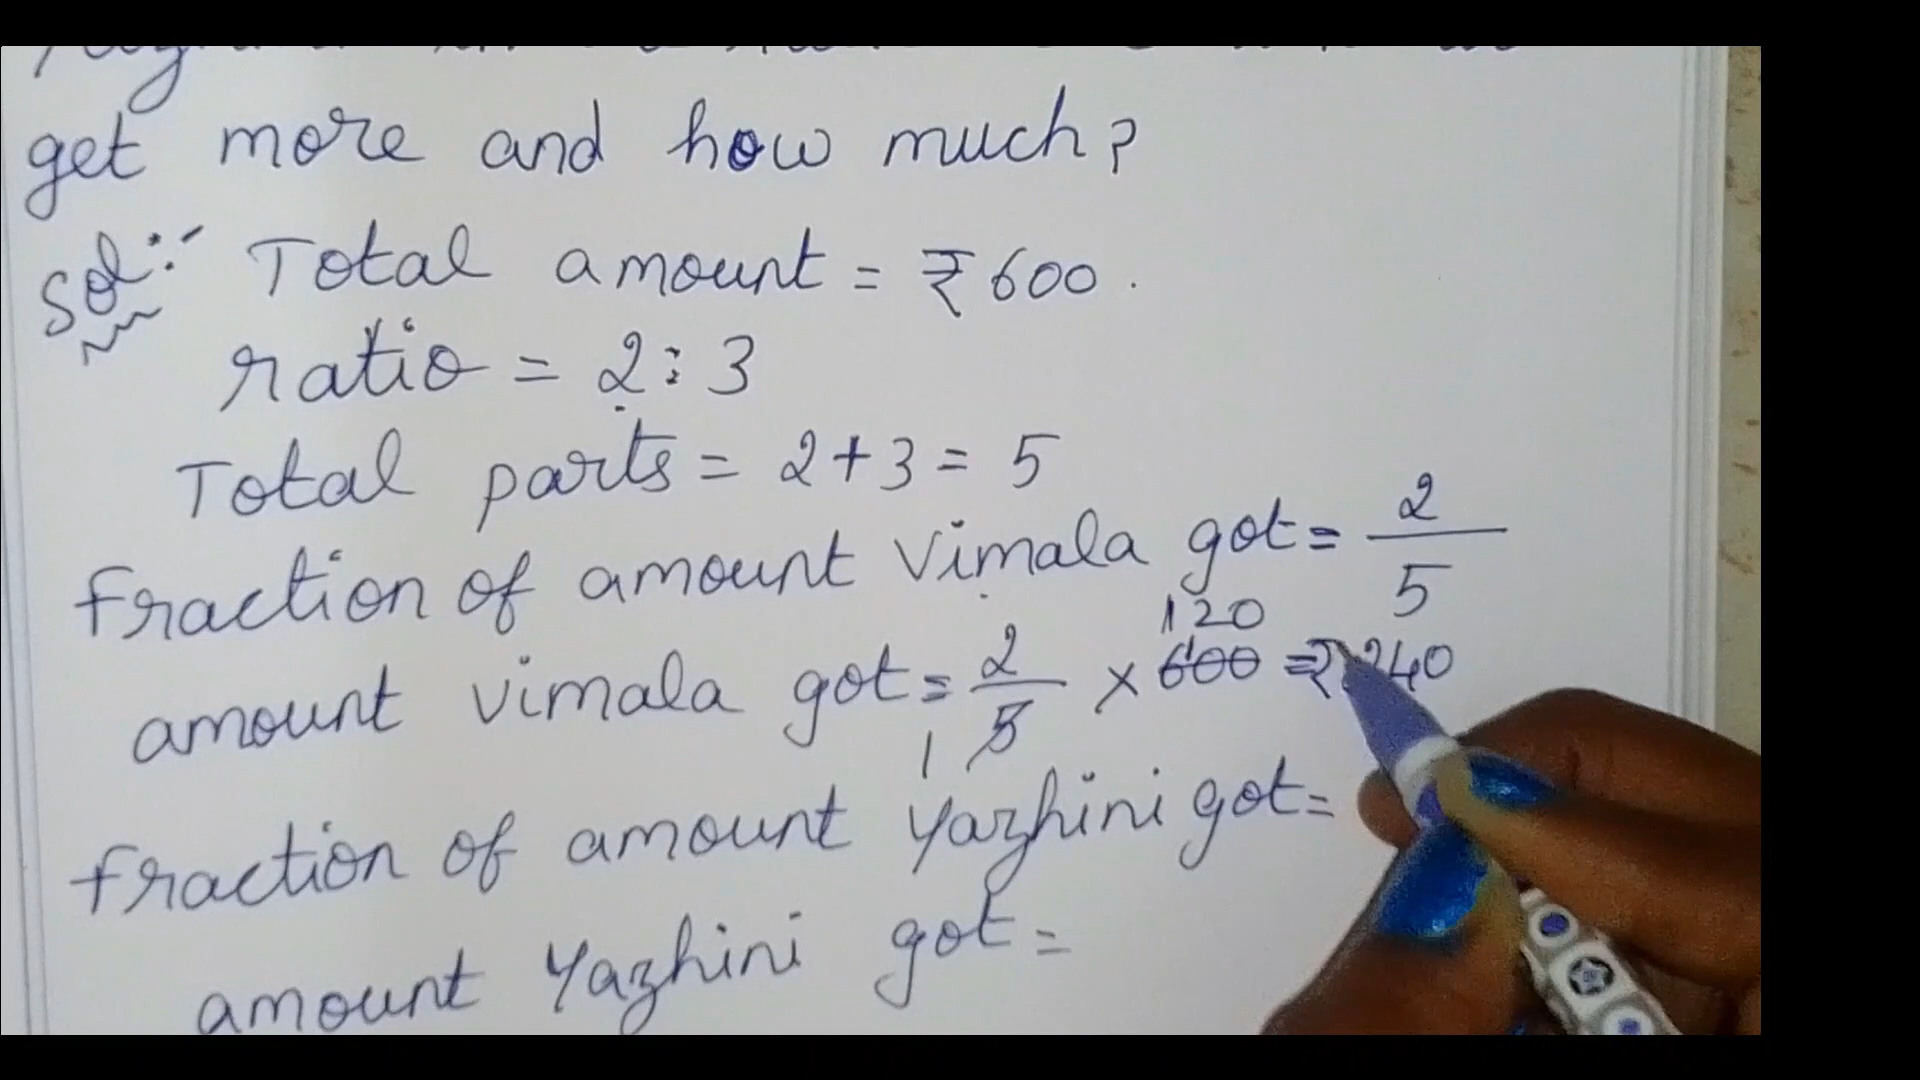 get more and how much?
Sol:- Total amount = ₹600.
ratio = 2:3
Total parts = 2+3 = 5
Fraction of amount Vimala got = 2/5
120
amount Vimala got = 2/5 × 600 = ₹240
1
Fraction of amount Yazhini got =
amount Yazhini got =